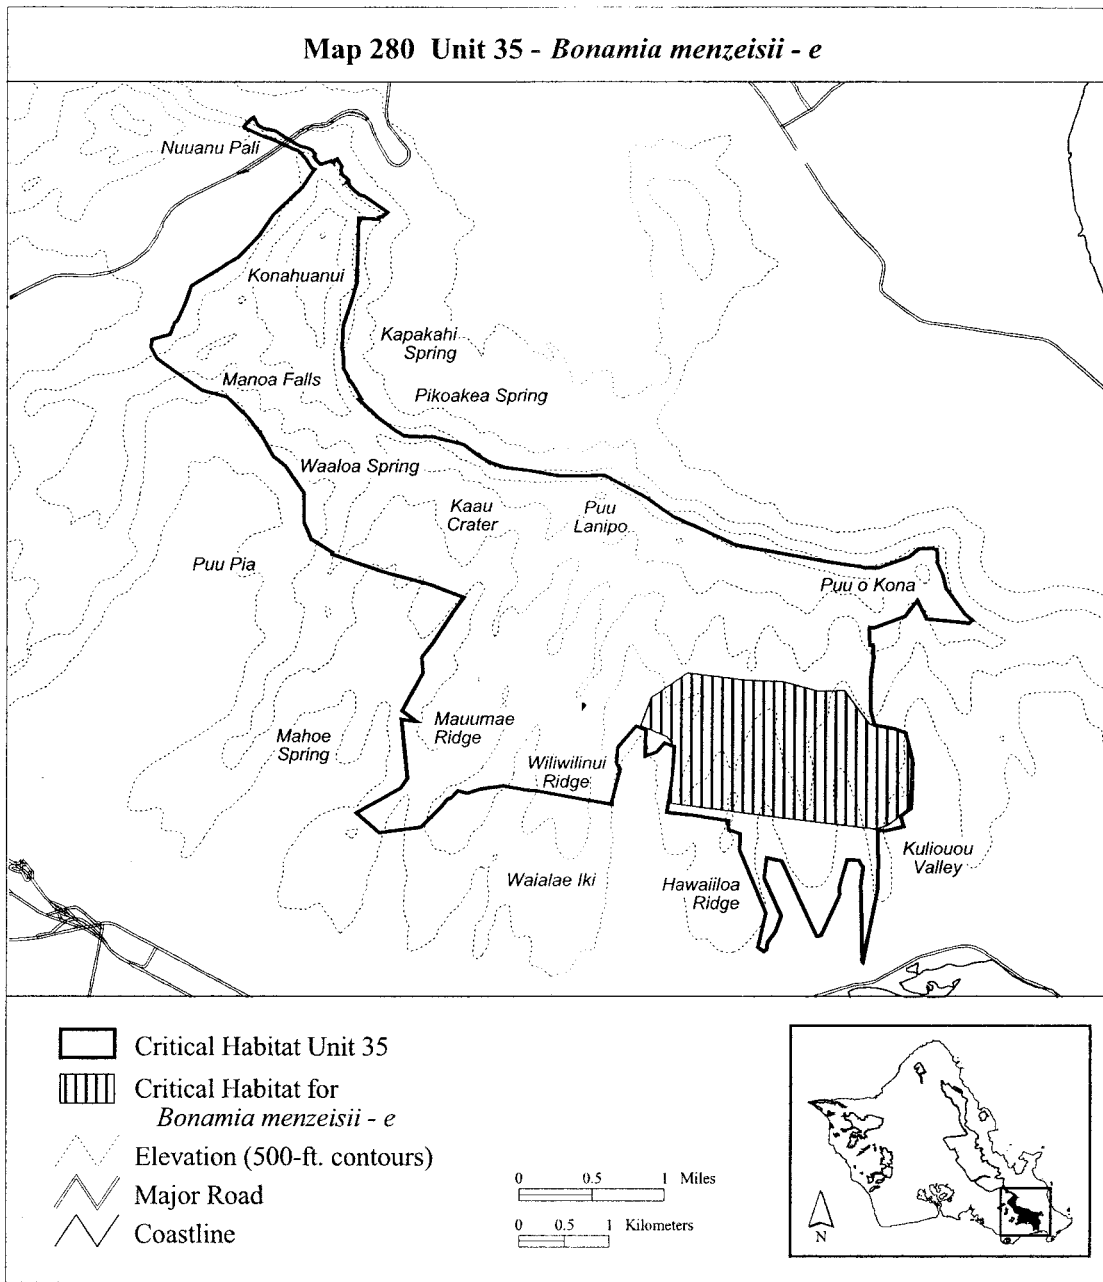 Map 280 Unit 35 - Bonamia menzeisii - e
Nuuanu Pali
Konahuanui
Kapakahi
Spring
Manoa Falls
Pikoakea Spring
Waaloa Spring
Kaau
Crater
Puu
Lanipo
Puu Pia
Puu o Kona
Mahoe
Spring
Mauumae
Ridge
Wiliwilinui
Ridge
Waialae Iki
Hawaiiloa
Ridge
Kuliouou
Valley
Critical Habitat Unit 35
Critical Habitat for
Bonamia menzeisii - e
Elevation (500-ft. contours)
Major Road
Coastline
0 0.5 1 Miles
0 0.5 1 Kilometers
N